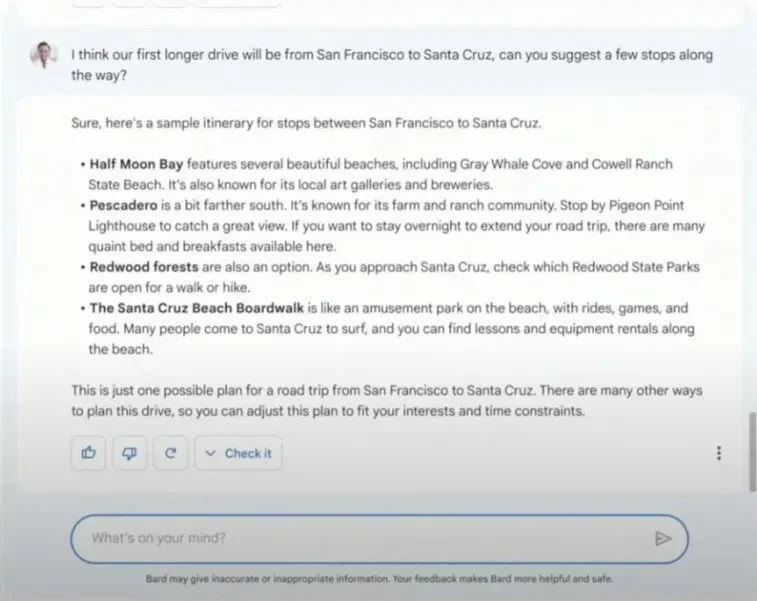 I think our first longer drive will be from San Francisco to Santa Cruz, can you suggest a few stops along
the way?
Sure, here's a sample itinerary for stops between San Francisco to Santa Cruz.
• Half Moon Bay features several beautiful beaches, including Gray Whale Cove and Cowell Ranch
State Beach. It's also known for its local art galleries and breweries.
• Pescadero is a bit farther south. It's known for its farm and ranch community. Stop by Pigeon Point
Lighthouse to catch a great view. If you want to stay overnight to extend your road trip, there are many
quaint bed and breakfasts available here.
• Redwood forests are also an option. As you approach Santa Cruz, check which Redwood State Parks
are open for a walk or hike.
• The Santa Cruz Beach Boardwalk is like an amusement park on the beach, with rides, games, and
food. Many people come to Santa Cruz to surf, and you can find lessons and equipment rentals along
the beach.
This is just one possible plan for a road trip from San Francisco to Santa Cruz. There are many other ways
to plan this drive, so you can adjust this plan to fit your interests and time constraints.
Check it
What's on your mind?
Bard may give inaccurate or inappropriate information. Your feedback makes Bard more helpful and safe.